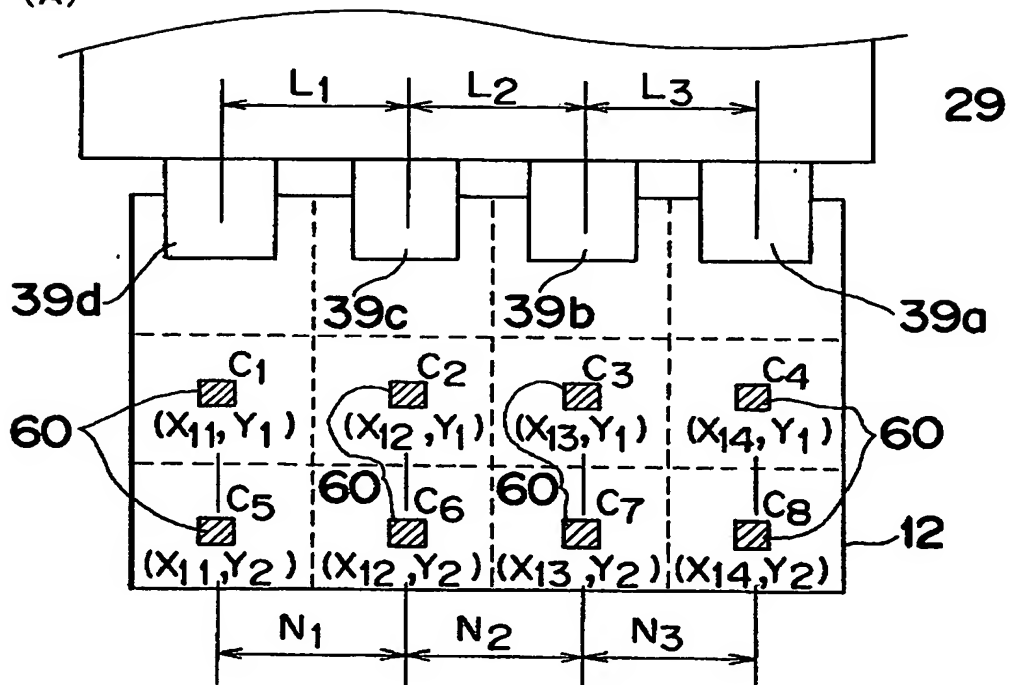 (A)
L1 L2 L3
29
39d 39c 39b 39a
C1 C2 C3 C4
60 (X11,Y1) (X12,Y1) (X13,Y1) (X14,Y1) 60
60 60
C5 C6 C7 C8
12
(X11,Y2) (X12,Y2) (X13,Y2) (X14,Y2)
N1 N2 N3